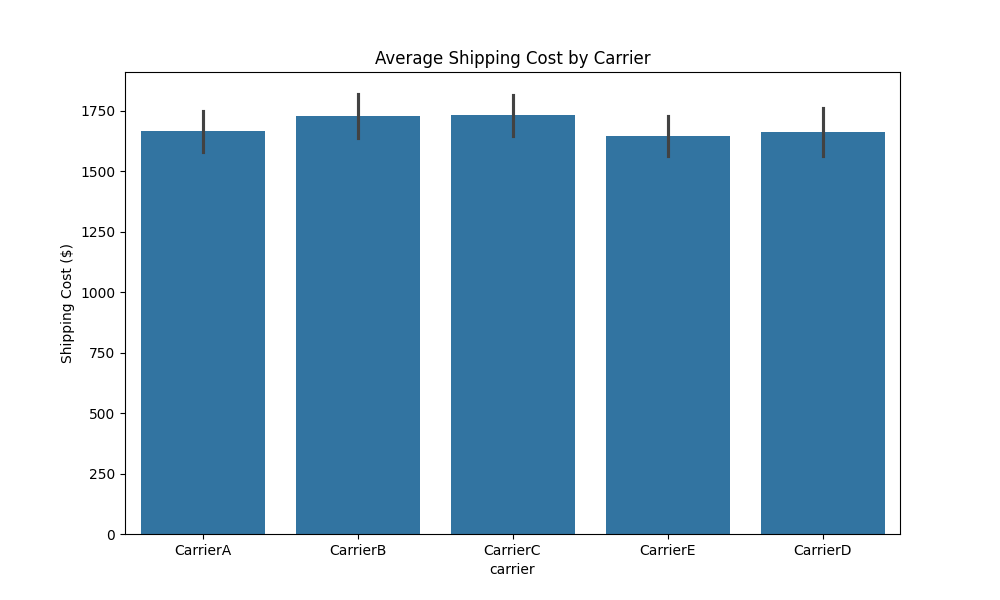 Average Shipping Cost by Carrier
Shipping Cost ($)
1750
1500
1250
1000
750
500
250
0
CarrierA CarrierB CarrierC CarrierE CarrierD
carrier